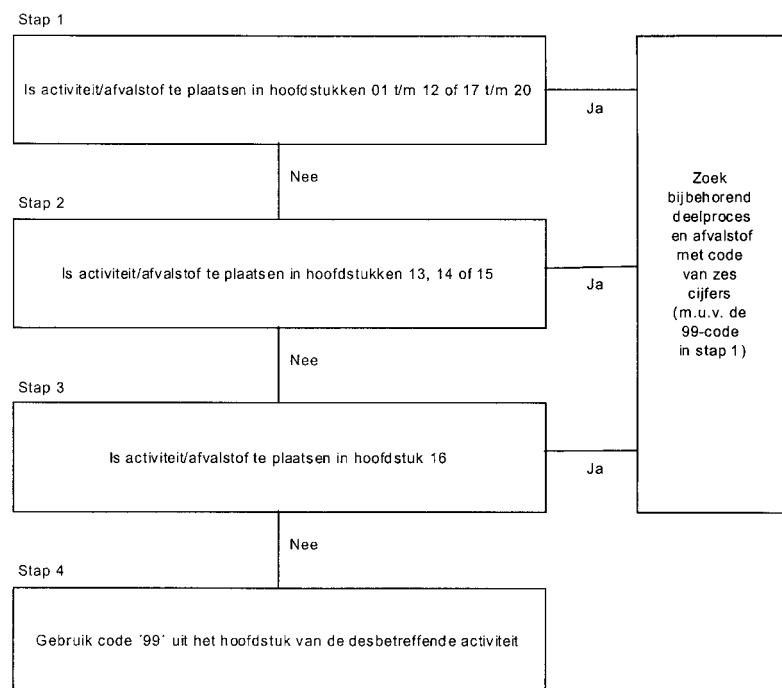 Stap 1
Is activiteit/afvalstof te plaatsen in hoofdstukken 01 t/m 12 of 17 t/m 20
Ja
Nee
Stap 2
Is activiteit/afvalstof te plaatsen in hoofdstukken 13, 14 of 15
Ja
Nee
Stap 3
Is activiteit/afvalstof te plaatsen in hoofdstuk 16
Ja
Nee
Stap 4
Gebruik code ´99´ uit het hoofdstuk van de desbetreffende activiteit
Zoek
bijbehorend
deelproces
en afvalstof
met code
van zes
cijfers
(m.u.v. de
99-code
in stap 1)